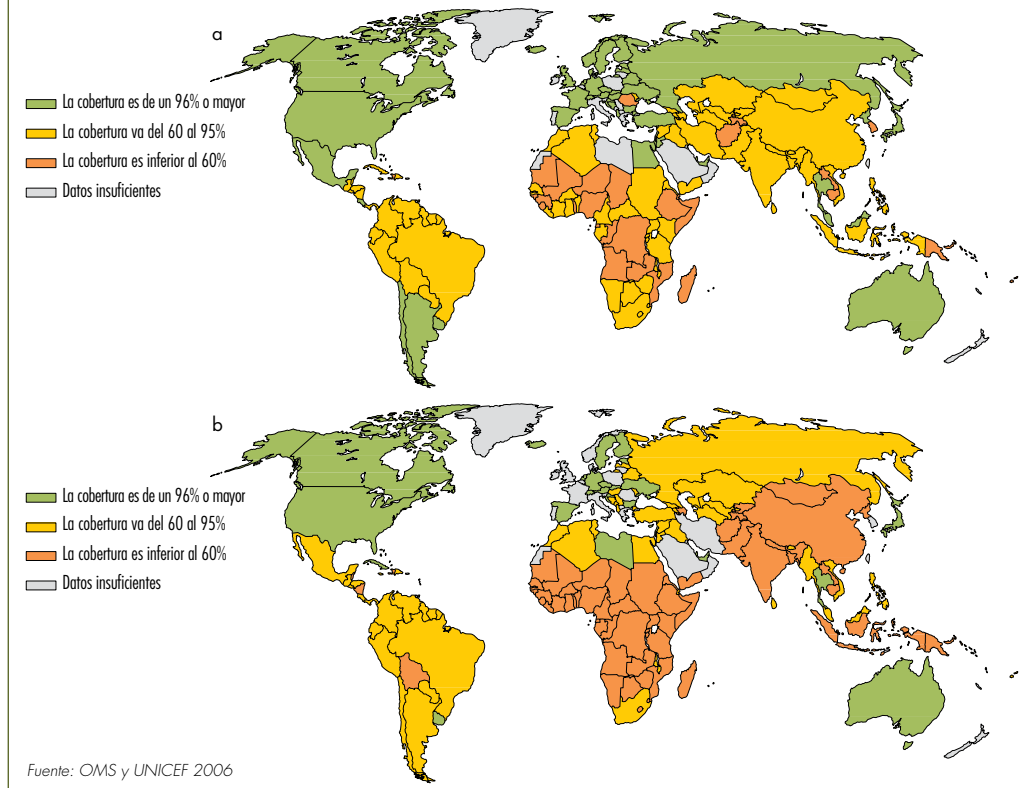 a
La cobertura es de un 96% o mayor
La cobertura va del 60 al 95%
La cobertura es inferior al 60%
Datos insuficientes
b
La cobertura es de un 96% o mayor
La cobertura va del 60 al 95%
La cobertura es inferior al 60%
Datos insuficientes
Fuente: OMS y UNICEF 2006